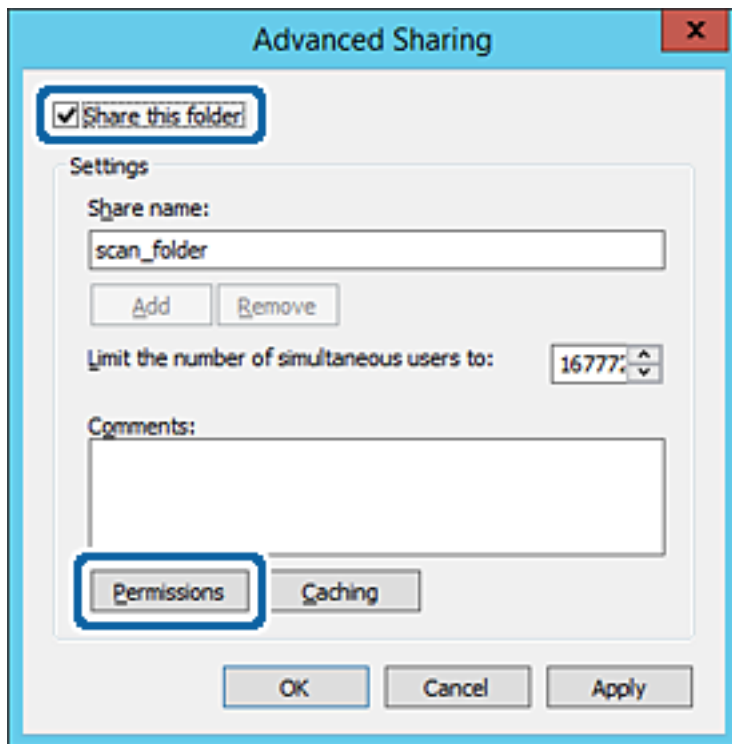 Advanced Sharing
x
Share this folder
Settings
Share name:
scan_folder
Add Remove
Limit the number of simultaneous users to:
Comments:
Permissions Caching
OK Cancel Apply